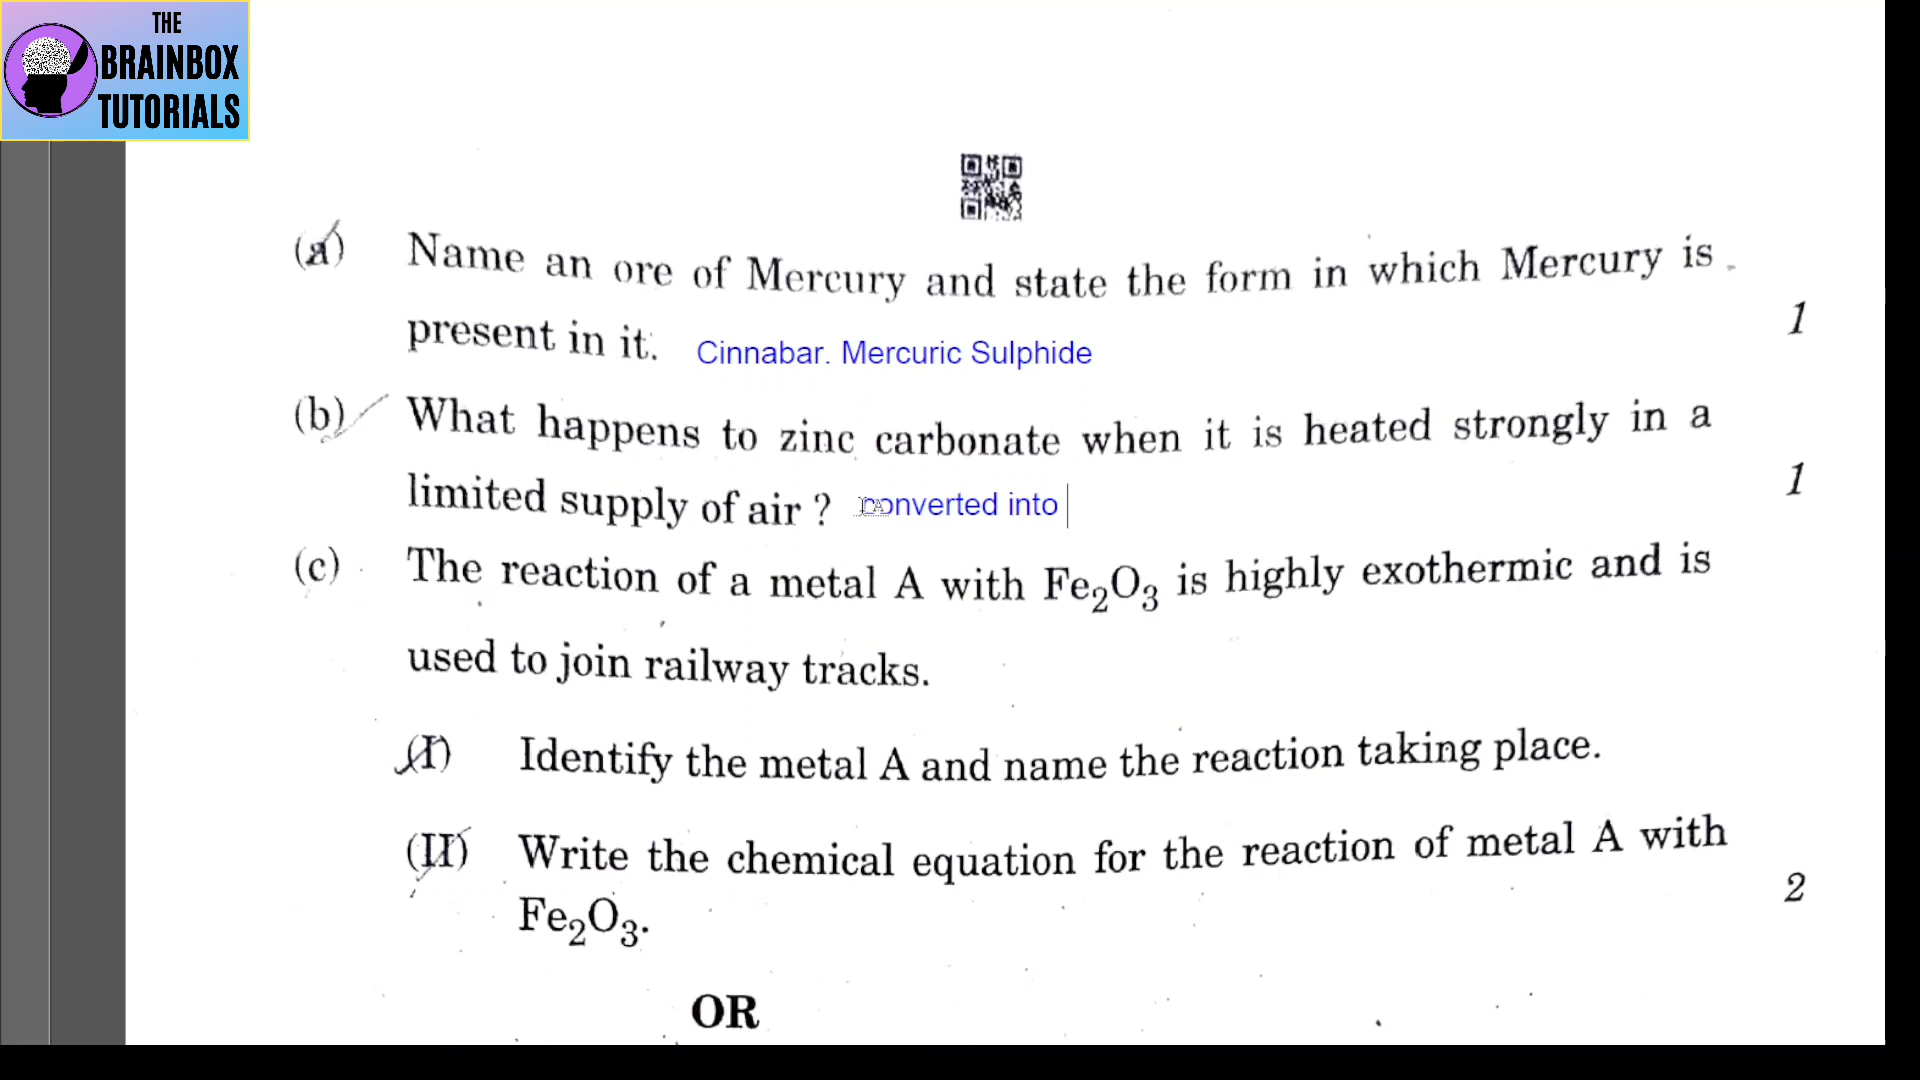 THE
BRAINBOX
TUTORIALS
(a) Name an ore of Mercury and state the form in which Mercury is
present in it. Cinnabar. Mercuric Sulphide 1
(b) What happens to zinc carbonate when it is heated strongly in a
limited supply of air ? converted into 1
(c) The reaction of a metal A with Fe₂O₃ is highly exothermic and is
used to join railway tracks.
(I) Identify the metal A and name the reaction taking place.
(II) Write the chemical equation for the reaction of metal A with
Fe₂O₃. 2
OR